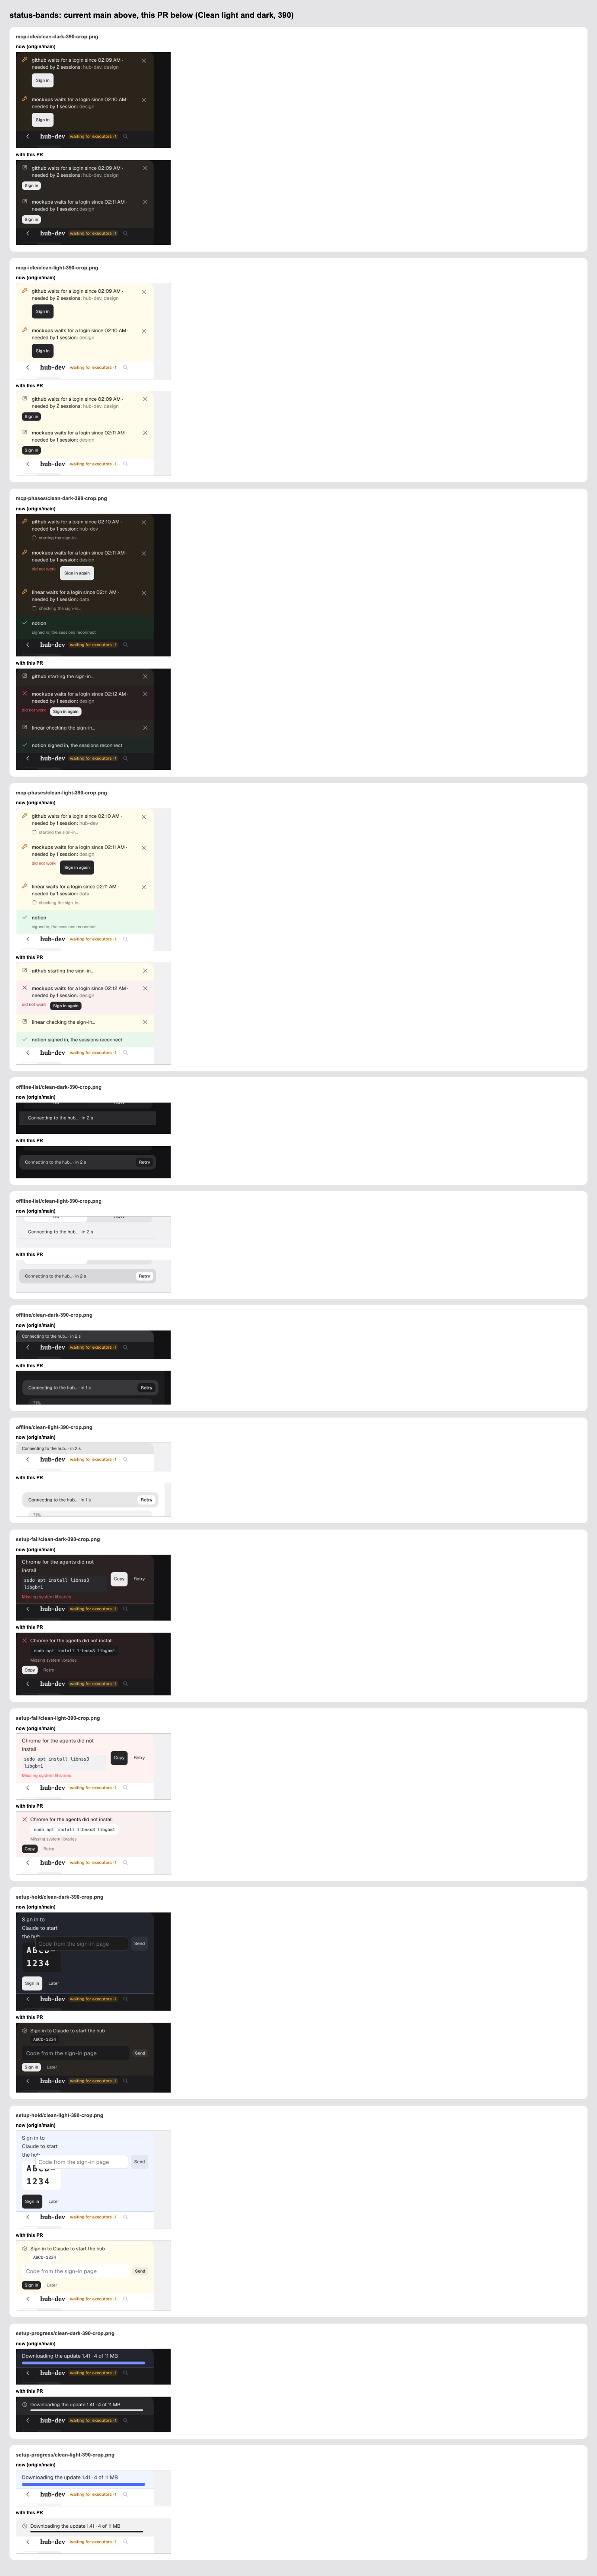 status-bands: current main above, this PR below (Clean light and dark, 390)
mcp-idle/clean-dark-390-crop.png
now (origin/main)
github waits for a login since 02:09 AM ·
needed by 2 sessions: hub-dev, design
Sign in
mockups waits for a login since 02:10 AM ·
needed by 1 session: design
Sign in
hub-dev waiting for executors · 1
with this PR
github waits for a login since 02:09 AM ·
needed by 2 sessions: hub-dev, design
Sign in
mockups waits for a login since 02:11 AM ·
needed by 1 session: design
Sign in
hub-dev waiting for executors · 1
mcp-idle/clean-light-390-crop.png
now (origin/main)
github waits for a login since 02:09 AM ·
needed by 2 sessions: hub-dev, design
Sign in
mockups waits for a login since 02:10 AM ·
needed by 1 session: design
Sign in
hub-dev waiting for executors · 1
with this PR
github waits for a login since 02:09 AM ·
needed by 2 sessions: hub-dev, design
Sign in
mockups waits for a login since 02:11 AM ·
needed by 1 session: design
Sign in
hub-dev waiting for executors · 1
mcp-phases/clean-dark-390-crop.png
now (origin/main)
github waits for a login since 02:10 AM ·
needed by 1 session: hub-dev
starting the sign-in…
mockups waits for a login since 02:11 AM ·
needed by 1 session: design
did not work Sign in again
linear waits for a login since 02:11 AM ·
needed by 1 session: data
checking the sign-in…
notion
signed in, the sessions reconnect
hub-dev waiting for executors · 1
with this PR
github starting the sign-in…
mockups waits for a login since 02:12 AM ·
needed by 1 session: design
did not work Sign in again
linear checking the sign-in…
notion signed in, the sessions reconnect
hub-dev waiting for executors · 1
mcp-phases/clean-light-390-crop.png
now (origin/main)
github waits for a login since 02:10 AM ·
needed by 1 session: hub-dev
starting the sign-in…
mockups waits for a login since 02:11 AM ·
needed by 1 session: design
did not work Sign in again
linear waits for a login since 02:11 AM ·
needed by 1 session: data
checking the sign-in…
notion
signed in, the sessions reconnect
hub-dev waiting for executors · 1
with this PR
github starting the sign-in…
mockups waits for a login since 02:12 AM ·
needed by 1 session: design
did not work Sign in again
linear checking the sign-in…
notion signed in, the sessions reconnect
hub-dev waiting for executors · 1
offline-list/clean-dark-390-crop.png
now (origin/main)
Connecting to the hub… · in 2 s
with this PR
Connecting to the hub… · in 2 s Retry
offline-list/clean-light-390-crop.png
now (origin/main)
Connecting to the hub… · in 2 s
with this PR
Connecting to the hub… · in 2 s Retry
offline/clean-dark-390-crop.png
now (origin/main)
Connecting to the hub… · in 2 s
hub-dev waiting for executors · 1
with this PR
Connecting to the hub… · in 1 s Retry
offline/clean-light-390-crop.png
now (origin/main)
Connecting to the hub… · in 2 s
hub-dev waiting for executors · 1
with this PR
Connecting to the hub… · in 1 s Retry
setup-fail/clean-dark-390-crop.png
now (origin/main)
Chrome for the agents did not
install
sudo apt install libnss3
libgbm1
Copy Retry
Missing system libraries
hub-dev waiting for executors · 1
with this PR
Chrome for the agents did not install
sudo apt install libnss3 libgbm1
Missing system libraries
Copy Retry
hub-dev waiting for executors · 1
setup-fail/clean-light-390-crop.png
now (origin/main)
Chrome for the agents did not
install
sudo apt install libnss3
libgbm1
Copy Retry
Missing system libraries
hub-dev waiting for executors · 1
with this PR
Chrome for the agents did not install
sudo apt install libnss3 libgbm1
Missing system libraries
Copy Retry
hub-dev waiting for executors · 1
setup-hold/clean-dark-390-crop.png
now (origin/main)
Sign in to
Claude to start
the hub
Code from the sign-in page Send
ABCD-
1234
Sign in Later
hub-dev waiting for executors · 1
with this PR
Sign in to Claude to start the hub
ABCD-1234
Code from the sign-in page Send
Sign in Later
hub-dev waiting for executors · 1
setup-hold/clean-light-390-crop.png
now (origin/main)
Sign in to
Claude to start
the hub
Code from the sign-in page Send
ABCD-
1234
Sign in Later
hub-dev waiting for executors · 1
with this PR
Sign in to Claude to start the hub
ABCD-1234
Code from the sign-in page Send
Sign in Later
hub-dev waiting for executors · 1
setup-progress/clean-dark-390-crop.png
now (origin/main)
Downloading the update 1.41 · 4 of 11 MB
hub-dev waiting for executors · 1
with this PR
Downloading the update 1.41 · 4 of 11 MB
hub-dev waiting for executors · 1
setup-progress/clean-light-390-crop.png
now (origin/main)
Downloading the update 1.41 · 4 of 11 MB
hub-dev waiting for executors · 1
with this PR
Downloading the update 1.41 · 4 of 11 MB
hub-dev waiting for executors · 1